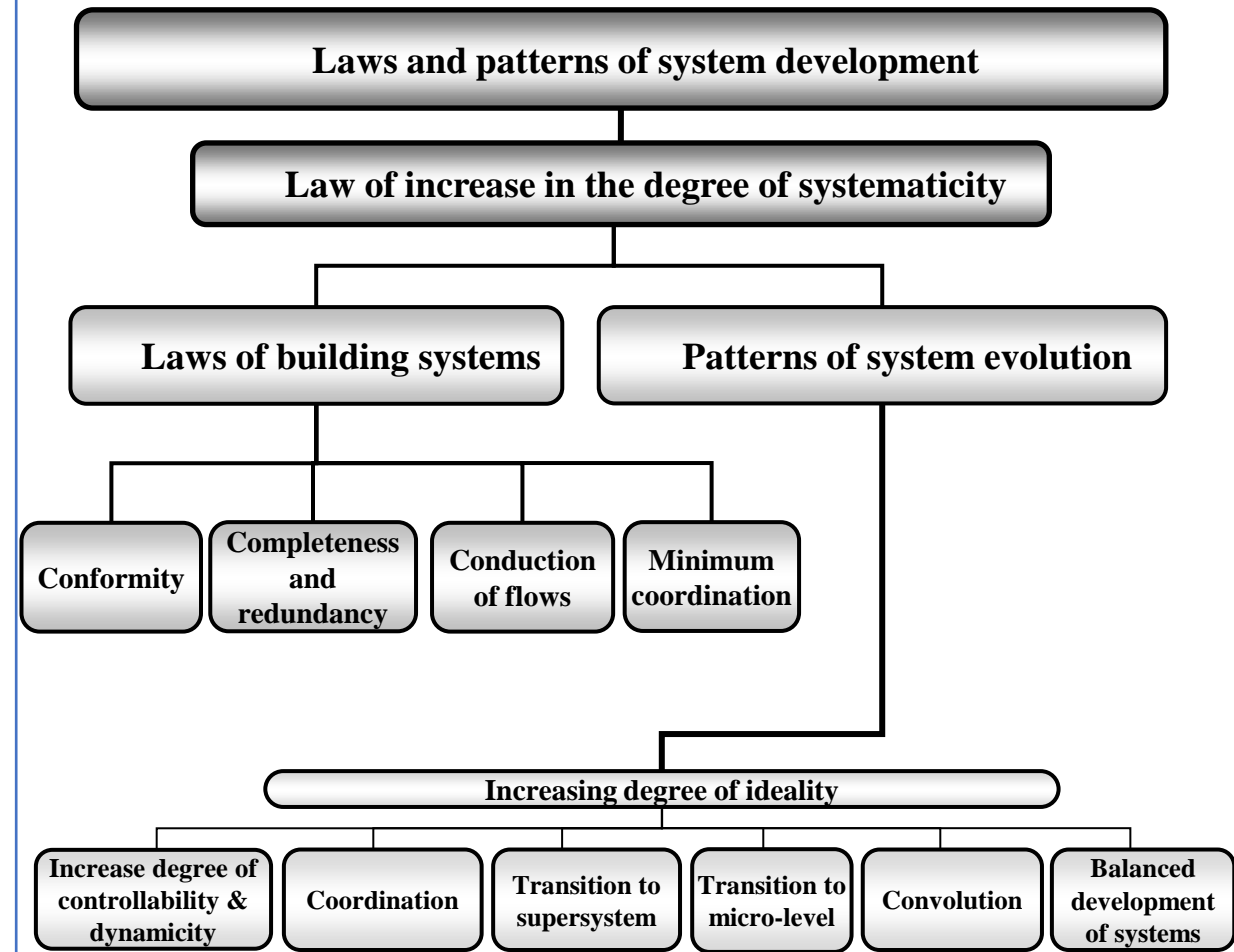 Laws and patterns of system development
Law of increase in the degree of systematicity
Laws of building systems
Patterns of system evolution
Conformity
Completeness
and
redundancy
Conduction
of flows
Minimum
coordination
Increasing degree of ideality
Increase degree of
controllability &
dynamicity
Coordination
Transition to
supersystem
Transition to
micro-level
Convolution
Balanced
development
of systems